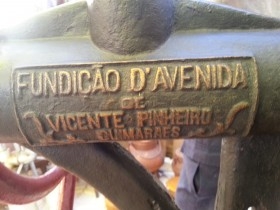 FUNDIÇÃO D'AVENIDA
DE
VICENTE PINHEIRO
GUIMARÃES